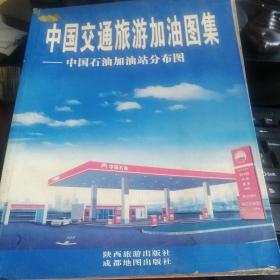 中国交通旅游加油图集
——中国石油加油站分布图
中国石油
陕西旅游出版社
成都地图出版社